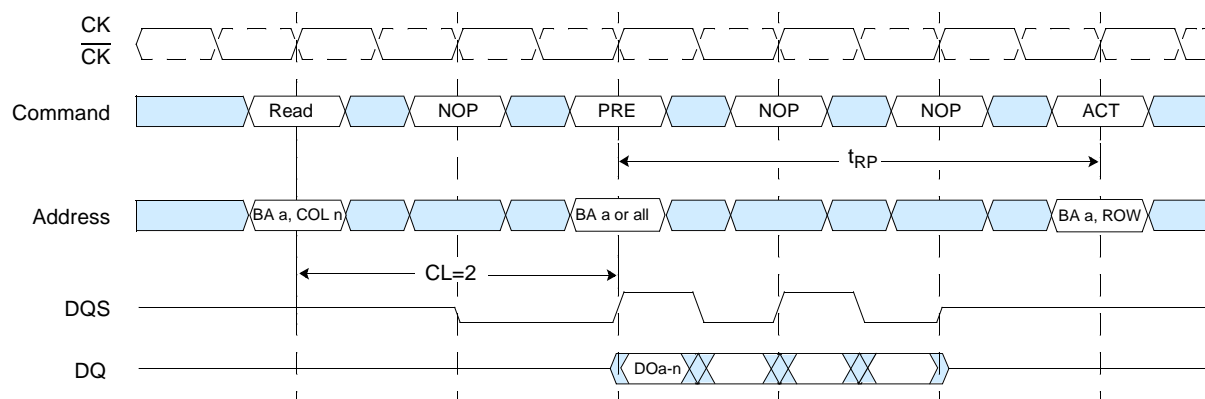 CK
CK
Command Read NOP PRE NOP NOP ACT
tRP
Address BA a, COL n BA a or all BA a, ROW
CL=2
DQS
DQ DOa-n